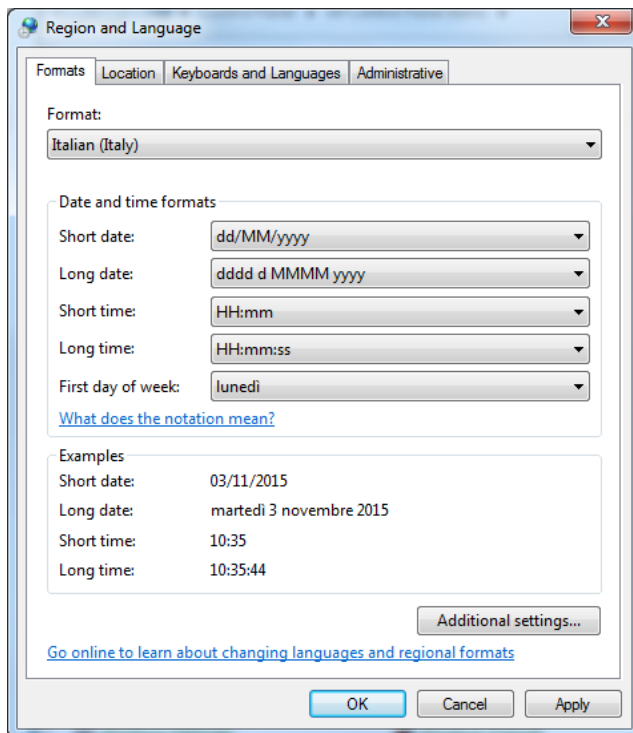 Region and Language
Formats Location Keyboards and Languages Administrative
Format:
Italian (Italy)
Date and time formats
Short date: dd/MM/yyyy
Long date: dddd d MMMM yyyy
Short time: HH:mm
Long time: HH:mm:ss
First day of week: lunedì
What does the notation mean?
Examples
Short date: 03/11/2015
Long date: martedì 3 novembre 2015
Short time: 10:35
Long time: 10:35:44
Additional settings...
Go online to learn about changing languages and regional formats
OK Cancel Apply